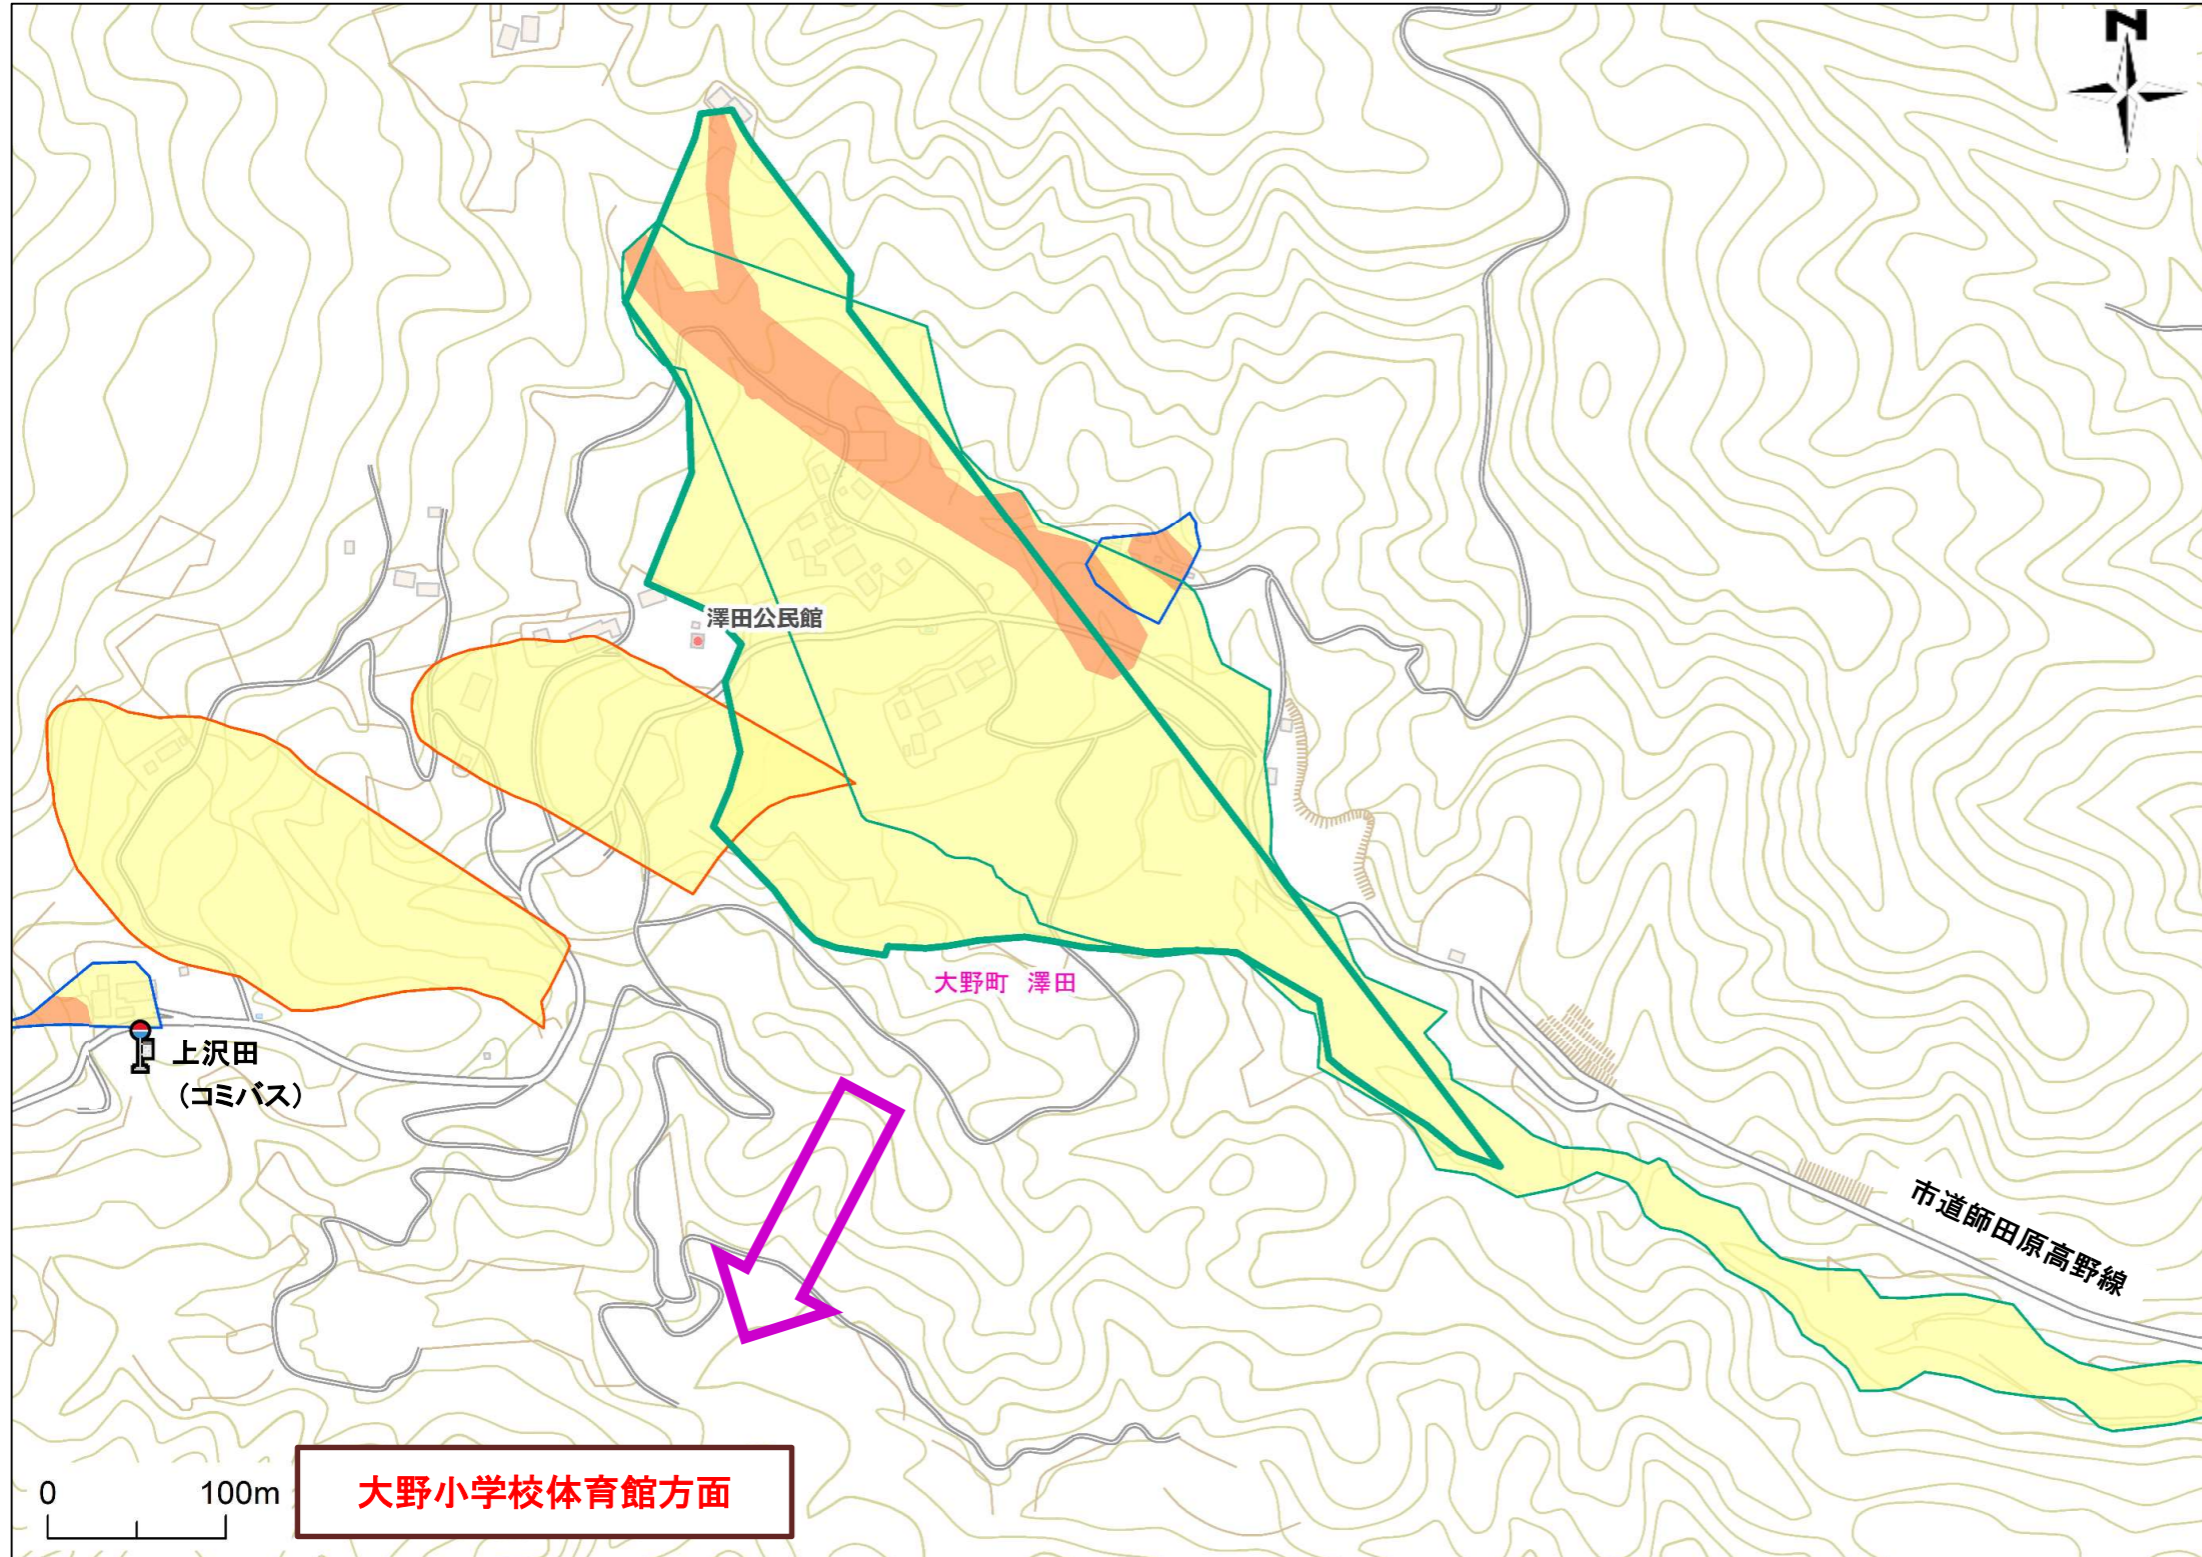 N
澤田公民館
大野町 澤田
上沢田
(コミバス)
市道師田原高野線
0 100m
大野小学校体育館方面